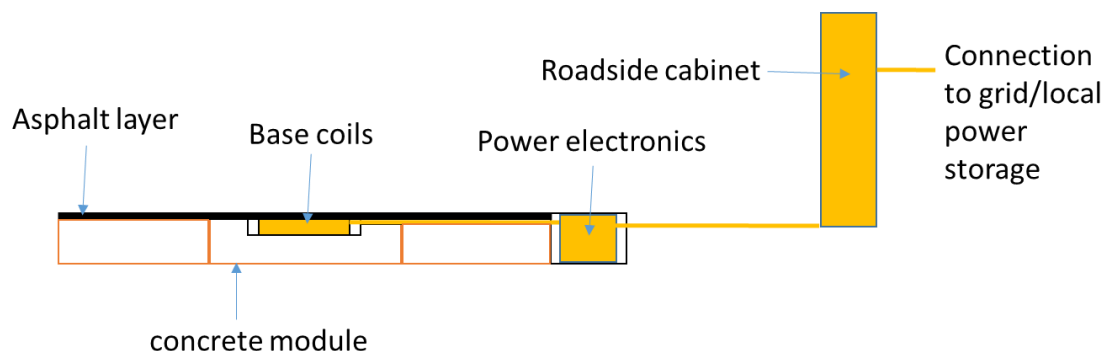 Roadside cabinet
Connection
to grid/local
power
storage
Asphalt layer
Base coils
Power electronics
concrete module